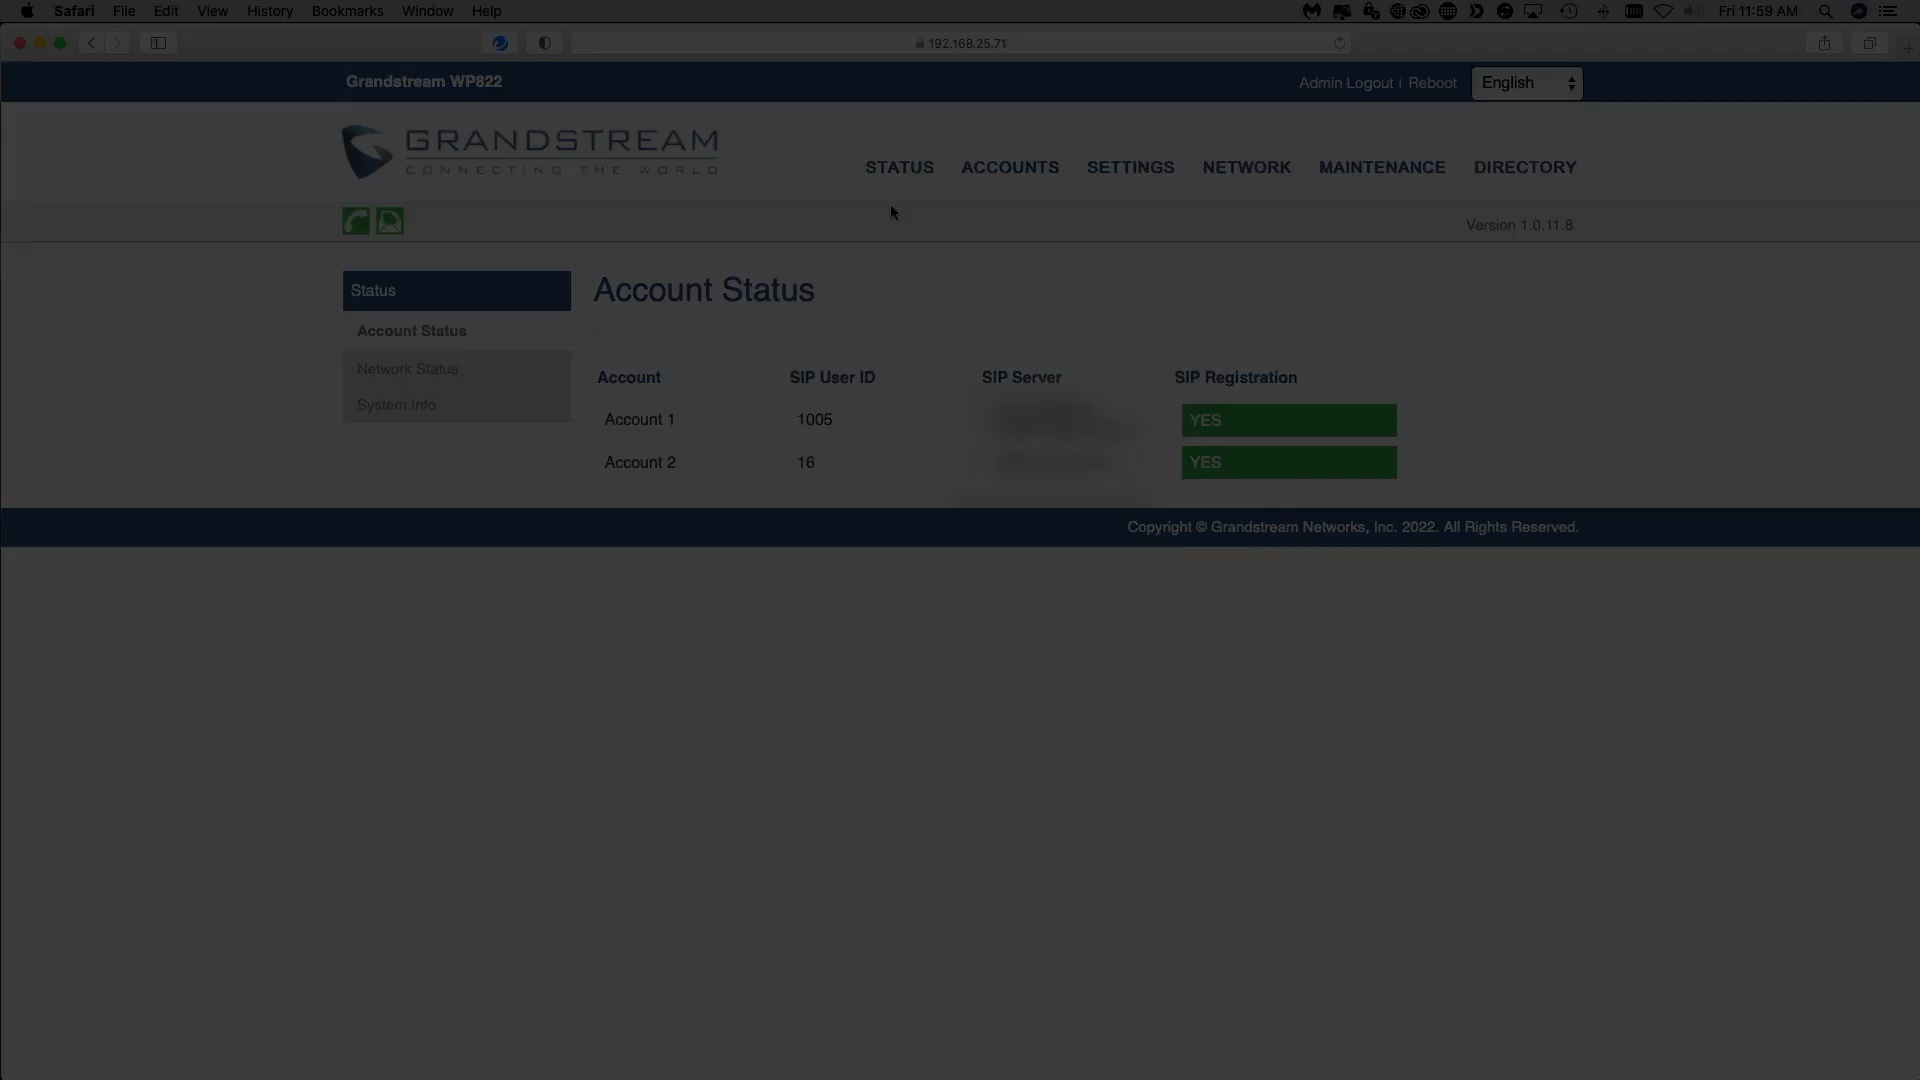 Safari File Edit View History Bookmarks Window Help Fri 11:59 AM
192.168.25.71
Grandstream WP822 Admin Logout | Reboot English
GRANDSTREAM
CONNECTING THE WORLD
STATUS ACCOUNTS SETTINGS NETWORK MAINTENANCE DIRECTORY
Version 1.0.11.8
Status
Account Status
Network Status
System Info
Account Status
Account SIP User ID SIP Server SIP Registration
Account 1 1005 YES
Account 2 16 YES
Copyright © Grandstream Networks, Inc. 2022. All Rights Reserved.